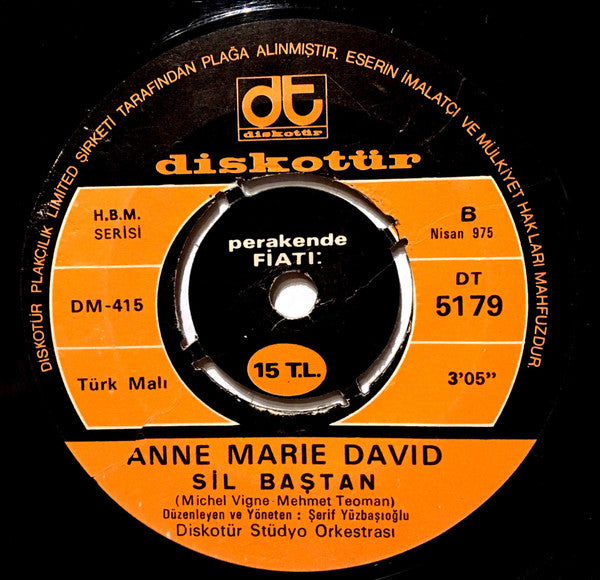 DİSKOTÜR PLAKÇILIK LİMİTED ŞİRKETİ TARAFINDAN PLAĞA ALINMIŞTIR. ESERİN İMALATÇI VE MÜLKİYET HAKLARI MAHFUZDUR.
dt
diskotür
diskotür
H.B.M.
SERİSİ
B
Nisan 975
perakende
FİATI:
DM-415
DT
5179
Türk Malı
15 T.L.
3'05"
ANNE MARIE DAVID
SİL BAŞTAN
(Michel Vigne-Mehmet Teoman)
Düzenleyen ve Yöneten : Şerif Yüzbaşıoğlu
Diskotür Stüdyo Orkestrası